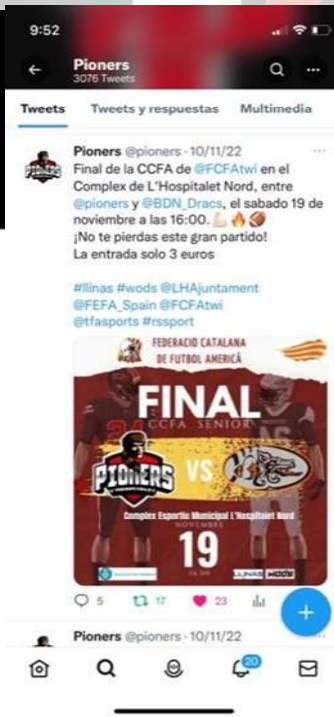 9:52
Pioners
3076 Tweets
Tweets Tweets y respuestas Multimedia
Pioners @pioners · 10/11/22
Final de la CCFA de @FCFAtwi en el
Complex de L'Hospitalet Nord, entre
@pioners y @BDN_Dracs, el sabado 19 de
noviembre a las 16:00.
¡No te pierdas este gran partido!
La entrada solo 3 euros
#llinas #wods @LHAjuntament
@FEFA_Spain @FCFAtwi
@tfasports #rssport
FEDERACIÓ CATALANA
DE FUTBOL AMERICÀ
FINAL
CCFA SENIOR
PIONERS
VS
Complex Esportiu Municipal L'Hospitalet Nord
NOVEMBRE
19
LLINAS WODS
5 17 23
Pioners @pioners · 10/11/22
20